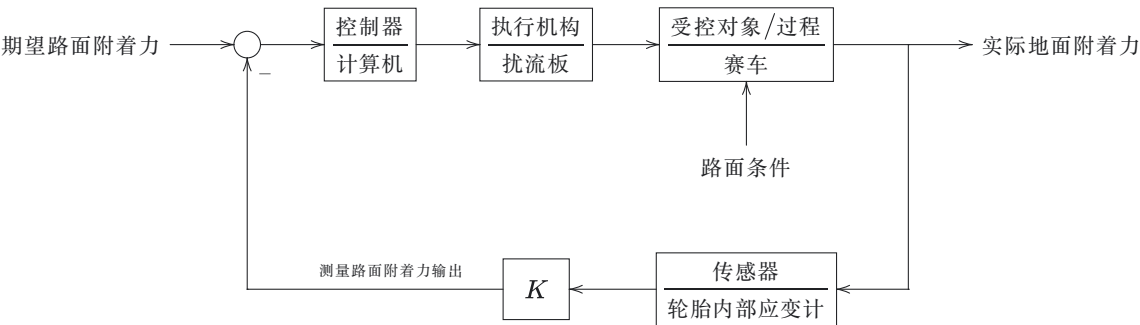 期望路面附着力
−
控制器
计算机
执行机构
扰流板
受控对象/过程
赛车
实际地面附着力
路面条件
测量路面附着力输出
K
传感器
轮胎内部应变计